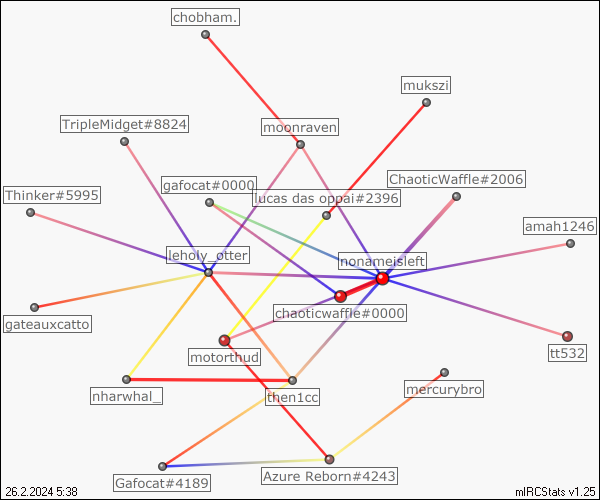 chobham.
mukszi
TripleMidget#8824
moonraven
ChaoticWaffle#2006
gafocat#0000
Thinker#5995
lucas das oppai#2396
amah1246
leholy_otter
nonameisleft
chaoticwaffle#0000
gateauxcatto
motorthud
tt532
mercurybro
nharwhal_
then1cc
Azure Reborn#4243
Gafocat#4189
26.2.2024 5:38
mIRCStats v1.25